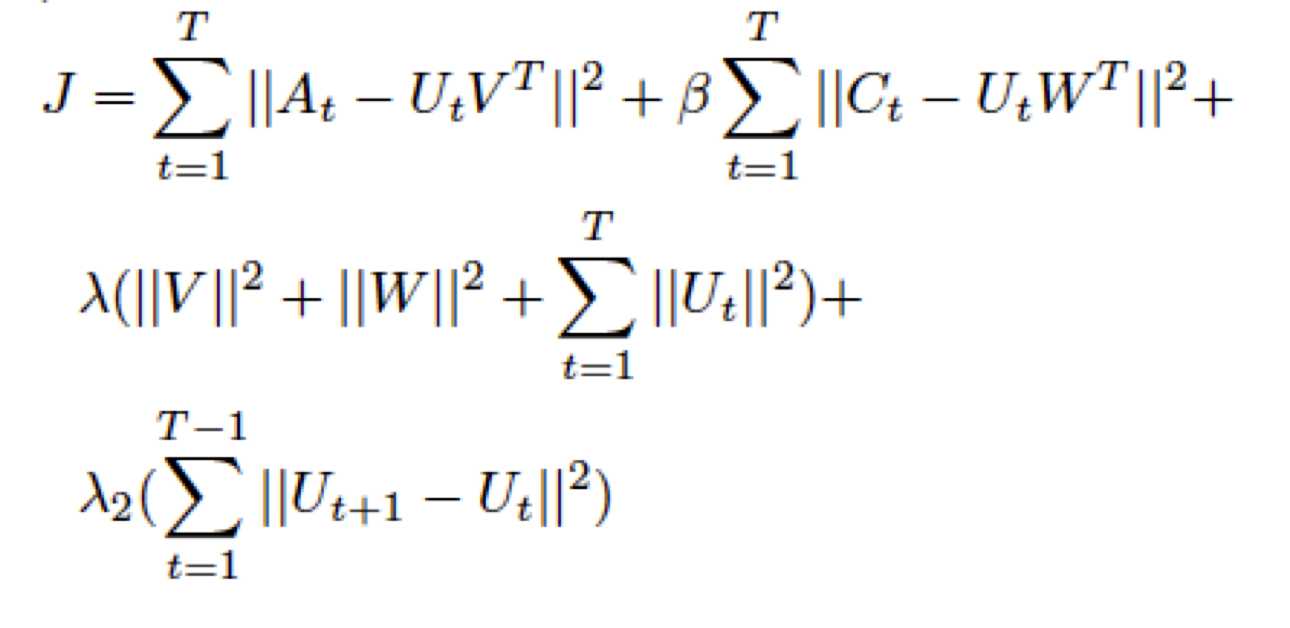 J = \sum_{t=1}^{T} ||A_t - U_t V^T||^2 + \beta \sum_{t=1}^{T} ||C_t - U_t W^T||^2 +
\lambda(||V||^2 + ||W||^2 + \sum_{t=1}^{T} ||U_t||^2) +
\lambda_2(\sum_{t=1}^{T-1} ||U_{t+1} - U_t||^2)